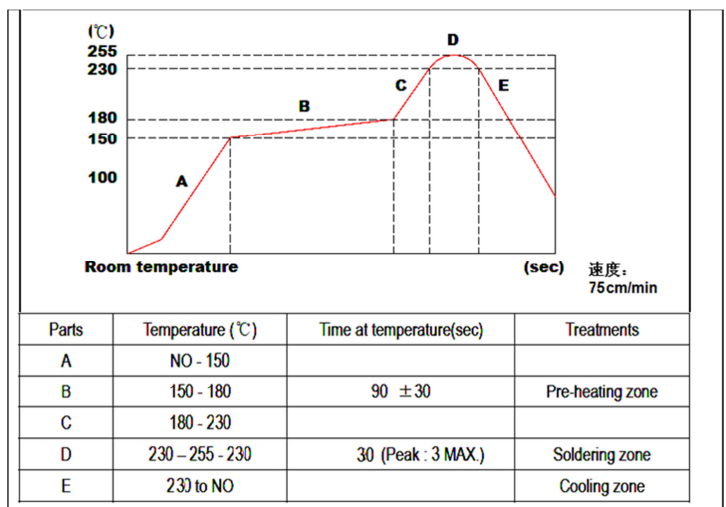 (℃)
255
230
180
150
100
A
B
C
D
E
Room temperature (sec)
速度：
75cm/min
Parts Temperature (℃) Time at temperature(sec) Treatments
A NO - 150
B 150 - 180 90 ±30 Pre-heating zone
C 180 - 230
D 230 – 255 - 230 30 (Peak : 3 MAX.) Soldering zone
E 230 to NO Cooling zone